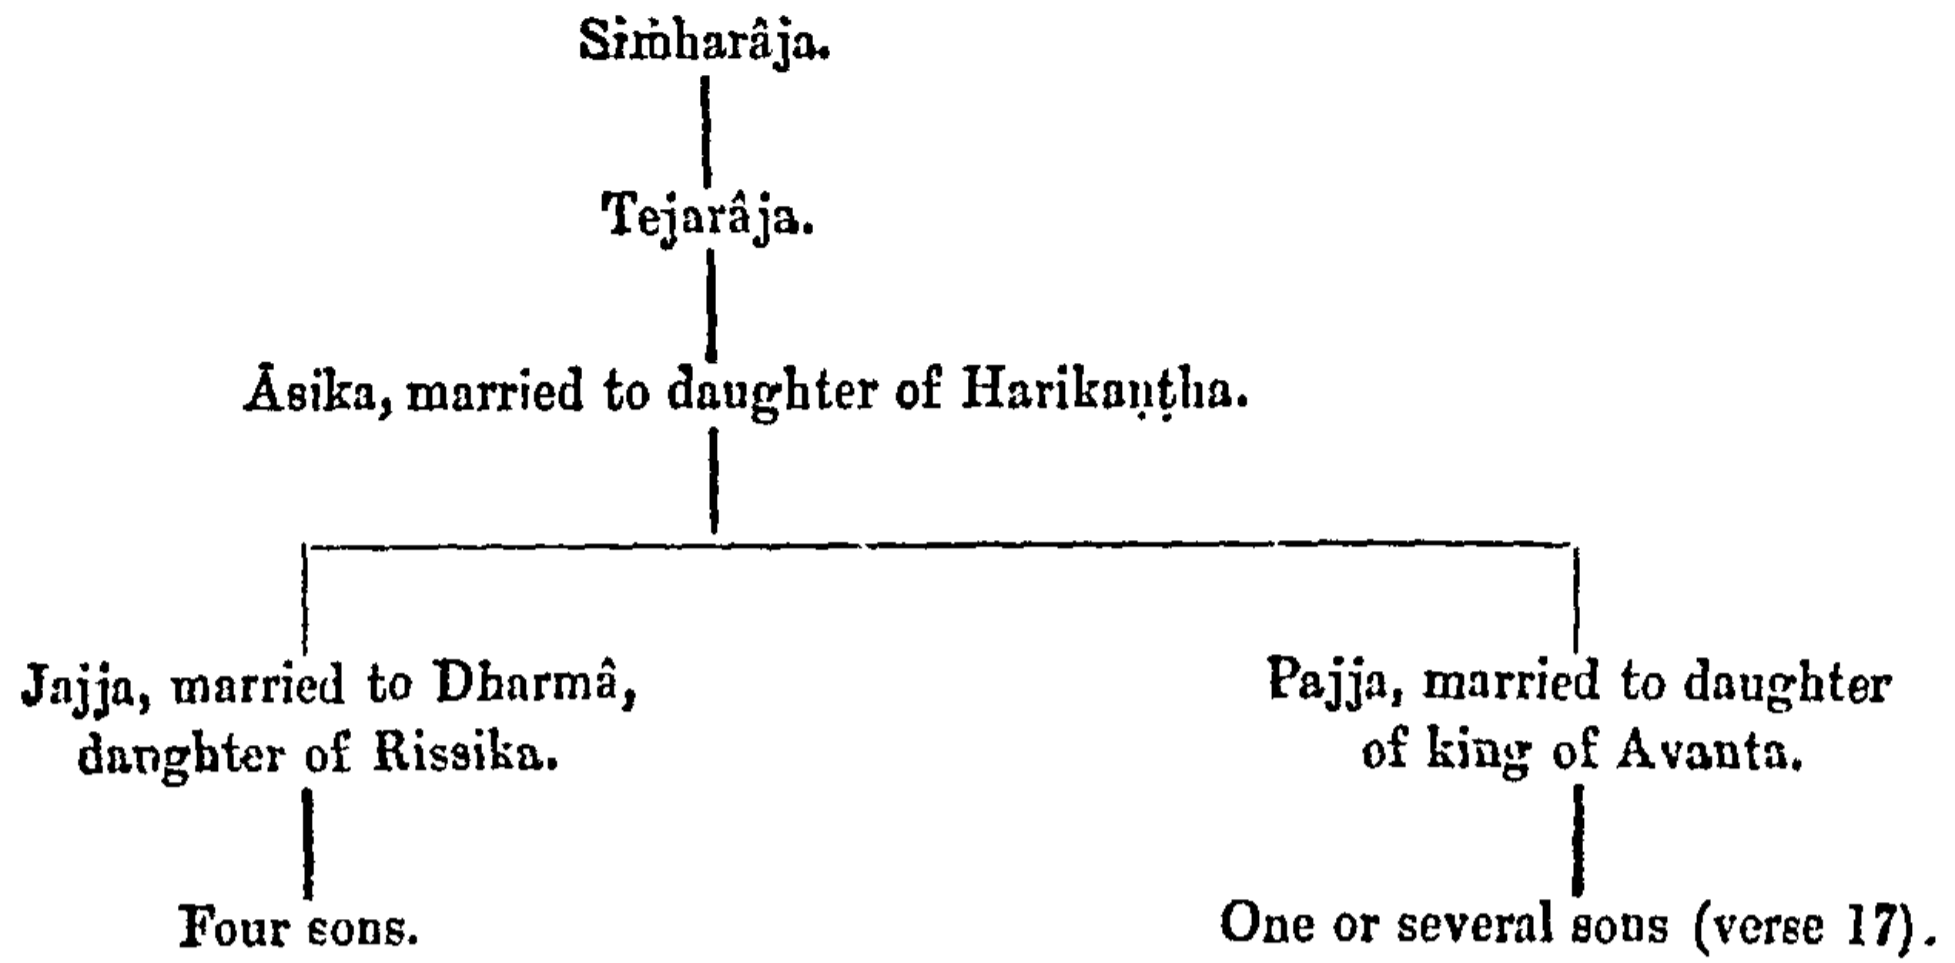 Siṁharâja.
Tejarâja.
Āsika, married to daughter of Harikaṇṭha.
Jajja, married to Dharmâ,
daughter of Rissika.
Pajja, married to daughter
of king of Avanta.
Four sons.
One or several sons (verse 17).